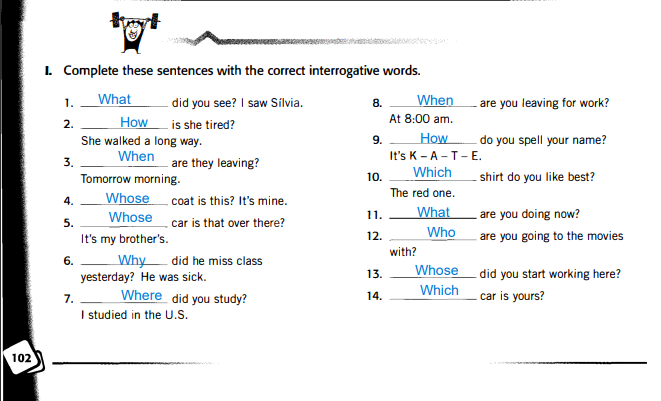 I. Complete these sentences with the correct interrogative words.
1. What did you see? I saw Sílvia.
2. How is she tired?
She walked a long way.
3. When are they leaving?
Tomorrow morning.
4. Whose coat is this? It's mine.
5. Whose car is that over there?
It's my brother's.
6. Why did he miss class
yesterday? He was sick.
7. Where did you study?
I studied in the U.S.
8. When are you leaving for work?
At 8:00 am.
9. How do you spell your name?
It's K – A – T – E.
10. Which shirt do you like best?
The red one.
11. What are you doing now?
12. Who are you going to the movies
with?
13. Whose did you start working here?
14. Which car is yours?
102